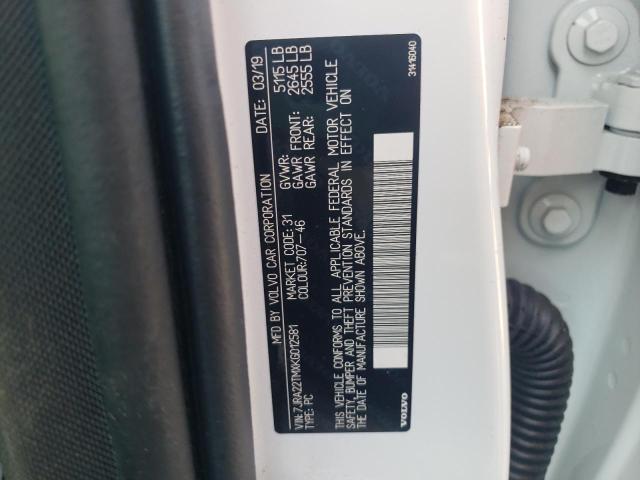 MFD BY VOLVO CAR CORPORATION DATE: 03/19
GVWR: 5115 LB
MARKET CODE: 31 GAWR FRONT: 2645 LB
COLOUR:707-46 GAWR REAR: 2555 LB
VIN:7JRA22TMXKG012581
TYPE: PC
THIS VEHICLE CONFORMS TO ALL APPLICABLE FEDERAL MOTOR VEHICLE
SAFETY, BUMPER AND THEFT PREVENTION STANDARDS IN EFFECT ON
THE DATE OF MANUFACTURE SHOWN ABOVE.
VOLVO
31416040